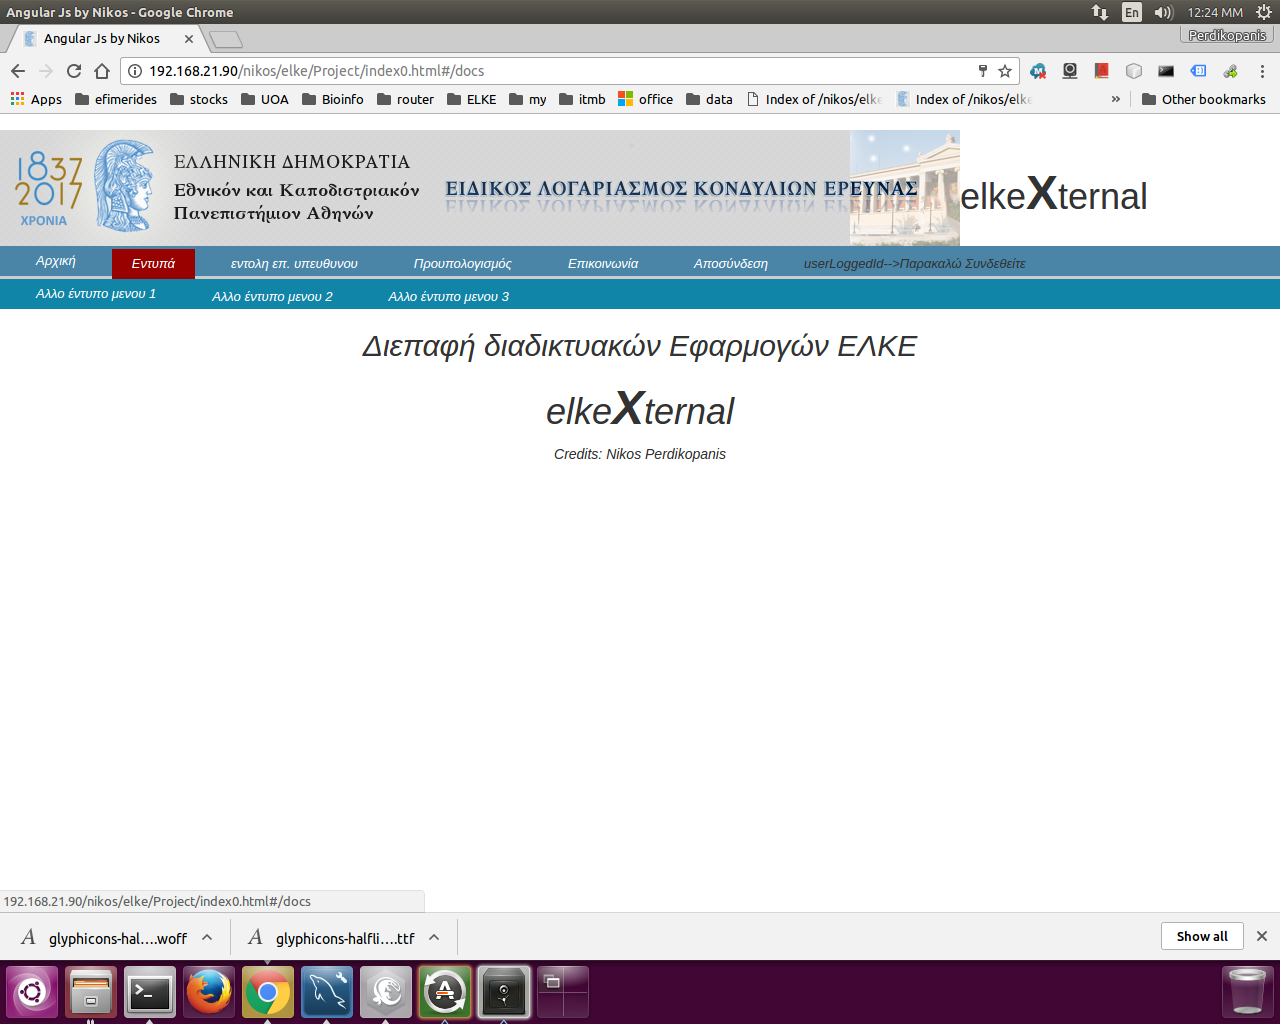 Angular Js by Nikos - Google Chrome
En
12:24 MM
Angular Js by Nikos
Perdikopanis
192.168.21.90/nikos/elke/Project/index0.html#/docs
Apps
efimerides
stocks
UOA
Bioinfo
router
ELKE
my
itmb
office
data
Index of /nikos/elke
Index of /nikos/elke
»
Other bookmarks
1837
2017
ΧΡΟΝΙΑ
ΕΛΛΗΝΙΚΗ ΔΗΜΟΚΡΑΤΙΑ
Εθνικόν και Καποδιστριακόν
Πανεπιστήμιον Αθηνών
ΕΙΔΙΚΟΣ ΛΟΓΑΡΙΑΣΜΟΣ ΚΟΝΔΥΛΙΩΝ ΕΡΕΥΝΑΣ
elkeXternal
Αρχική
Εντυπά
εντολη επ. υπευθυνου
Προυπολογισμός
Επικοινωνία
Αποσύνδεση
userLoggedId-->Παρακαλώ Συνδεθείτε
Αλλο έντυπο μενου 1
Αλλο έντυπο μενου 2
Αλλο έντυπο μενου 3
Διεπαφή διαδικτυακών Εφαρμογών ΕΛΚΕ
elkeXternal
Credits: Nikos Perdikopanis
192.168.21.90/nikos/elke/Project/index0.html#/docs
glyphicons-hal....woff
glyphicons-halfli....ttf
Show all